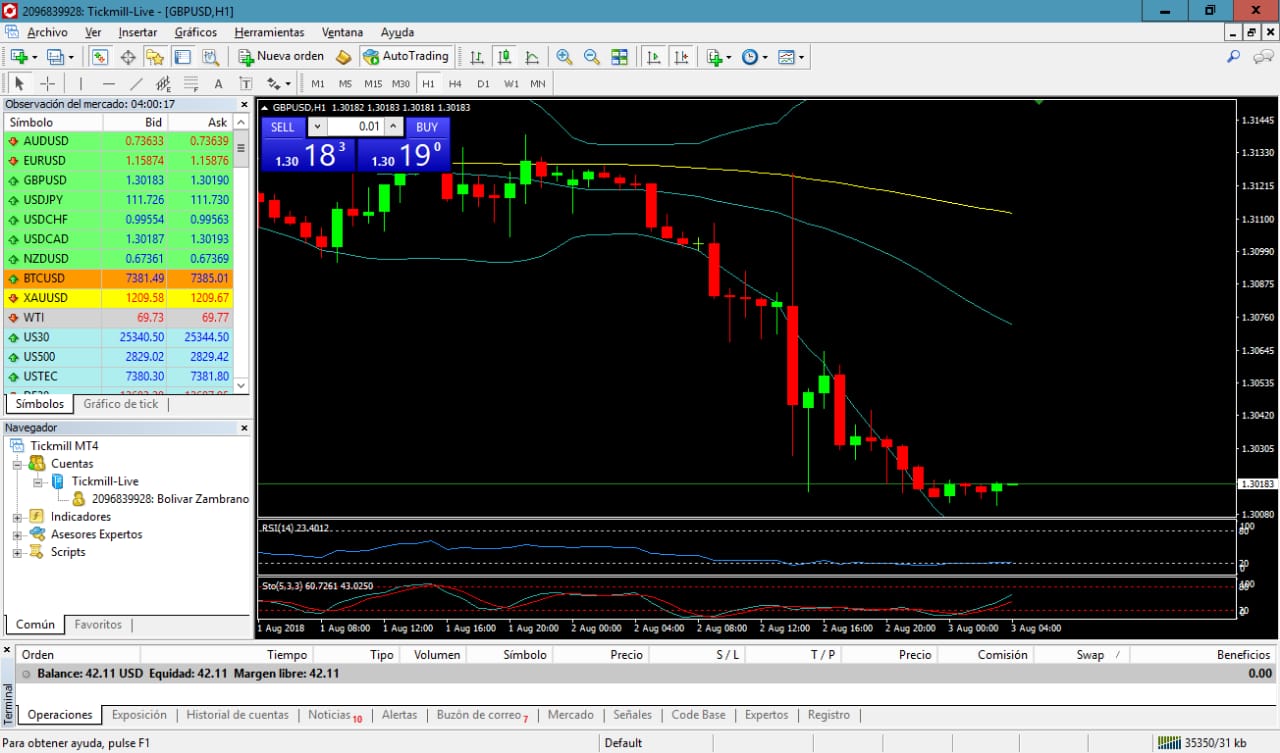 2096839928: Tickmill-Live - [GBPUSD,H1]
Archivo Ver Insertar Gráficos Herramientas Ventana Ayuda
Nueva orden AutoTrading
A T M1 M5 M15 M30 H1 H4 D1 W1 MN
Observación del mercado: 04:00:17
Símbolo Bid Ask
AUDUSD 0.73633 0.73639
EURUSD 1.15874 1.15876
GBPUSD 1.30183 1.30190
USDJPY 111.726 111.730
USDCHF 0.99554 0.99563
USDCAD 1.30187 1.30193
NZDUSD 0.67361 0.67369
BTCUSD 7381.49 7385.01
XAUUSD 1209.58 1209.67
WTI 69.73 69.77
US30 25340.50 25344.50
US500 2829.02 2829.42
USTEC 7380.30 7381.80
Símbolos Gráfico de tick
Navegador
Tickmill MT4
Cuentas
Tickmill-Live
2096839928: Bolivar Zambrano
Indicadores
Asesores Expertos
Scripts
Común Favoritos
GBPUSD,H1 1.30182 1.30183 1.30181 1.30183
SELL 0.01 BUY
1.30 18 3 1.30 19 0
1.31445
1.31330
1.31215
1.31100
1.30990
1.30875
1.30760
1.30645
1.30535
1.30420
1.30305
1.30183
1.30080
RSI(14) 23.4012
100
80
20
0
Sto(5,3,3) 60.7261 43.0250
100
80
20
1 Aug 2018 1 Aug 08:00 1 Aug 12:00 1 Aug 16:00 1 Aug 20:00 2 Aug 00:00 2 Aug 04:00 2 Aug 08:00 2 Aug 12:00 2 Aug 16:00 2 Aug 20:00 3 Aug 00:00 3 Aug 04:00
Orden Tiempo Tipo Volumen Símbolo Precio S / L T / P Precio Comisión Swap Beneficios
Balance: 42.11 USD Equidad: 42.11 Margen libre: 42.11 0.00
Terminal
Operaciones Exposición Historial de cuentas Noticias 10 Alertas Buzón de correo 7 Mercado Señales Code Base Expertos Registro
Para obtener ayuda, pulse F1 Default 35350/31 kb